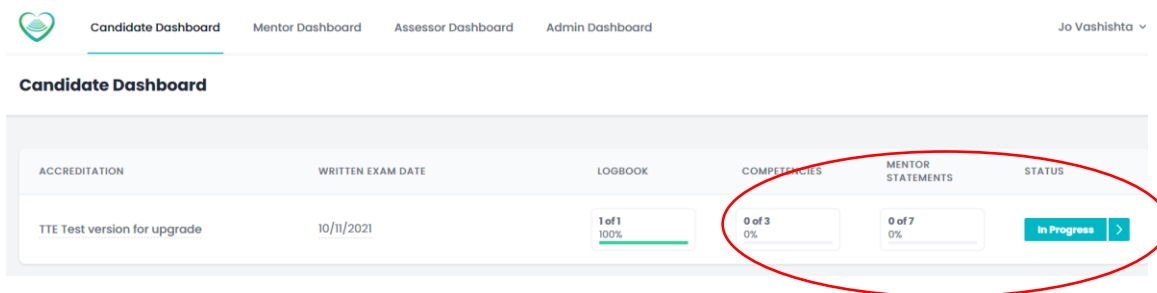 Candidate Dashboard Mentor Dashboard Assessor Dashboard Admin Dashboard Jo Vashishta
Candidate Dashboard
ACCREDITATION WRITTEN EXAM DATE LOGBOOK COMPETENCIES MENTOR STATEMENTS STATUS
TTE Test version for upgrade 10/11/2021 1 of 1 100% 0 of 3 0% 0 of 7 0% In Progress